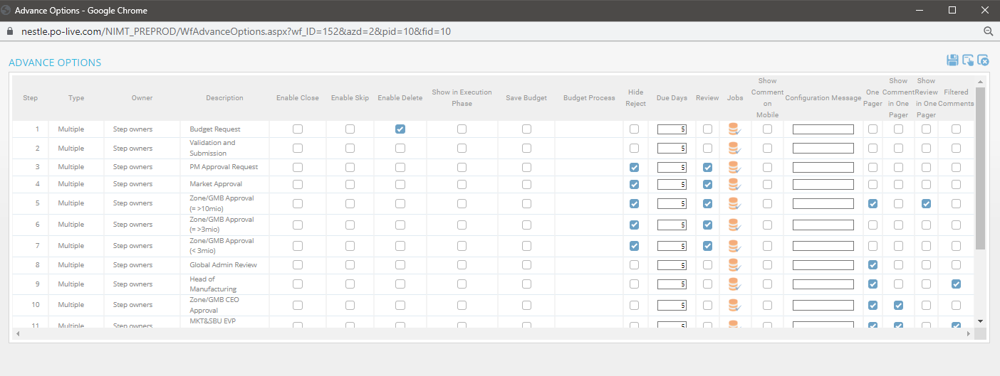 Advance Options - Google Chrome
nestle.po-live.com/NIMT_PREPROD/WfAdvanceOptions.aspx?wf_ID=152&azd=2&pid=10&fid=10
ADVANCE OPTIONS
Step Type Owner Description Enable Close Enable Skip Enable Delete Show in Execution Phase Save Budget Budget Process Hide Reject Due Days Review Jobs Show Comment on Mobile Configuration Message One Pager Show Comment in One Pager Show Review in One Pager Filtered Comments
1 Multiple Step owners Budget Request 5
2 Multiple Step owners Validation and Submission 5
3 Multiple Step owners PM Approval Request 5
4 Multiple Step owners Market Approval 5
5 Multiple Step owners Zone/GMB Approval (= >10mio) 5
6 Multiple Step owners Zone/GMB Approval (= >3mio) 5
7 Multiple Step owners Zone/GMB Approval (< 3mio) 5
8 Multiple Step owners Global Admin Review 5
9 Multiple Step owners Head of Manufacturing 5
10 Multiple Step owners Zone/GMB CEO Approval 5
11 Multiple Step owners MKT&SBU EVP 5